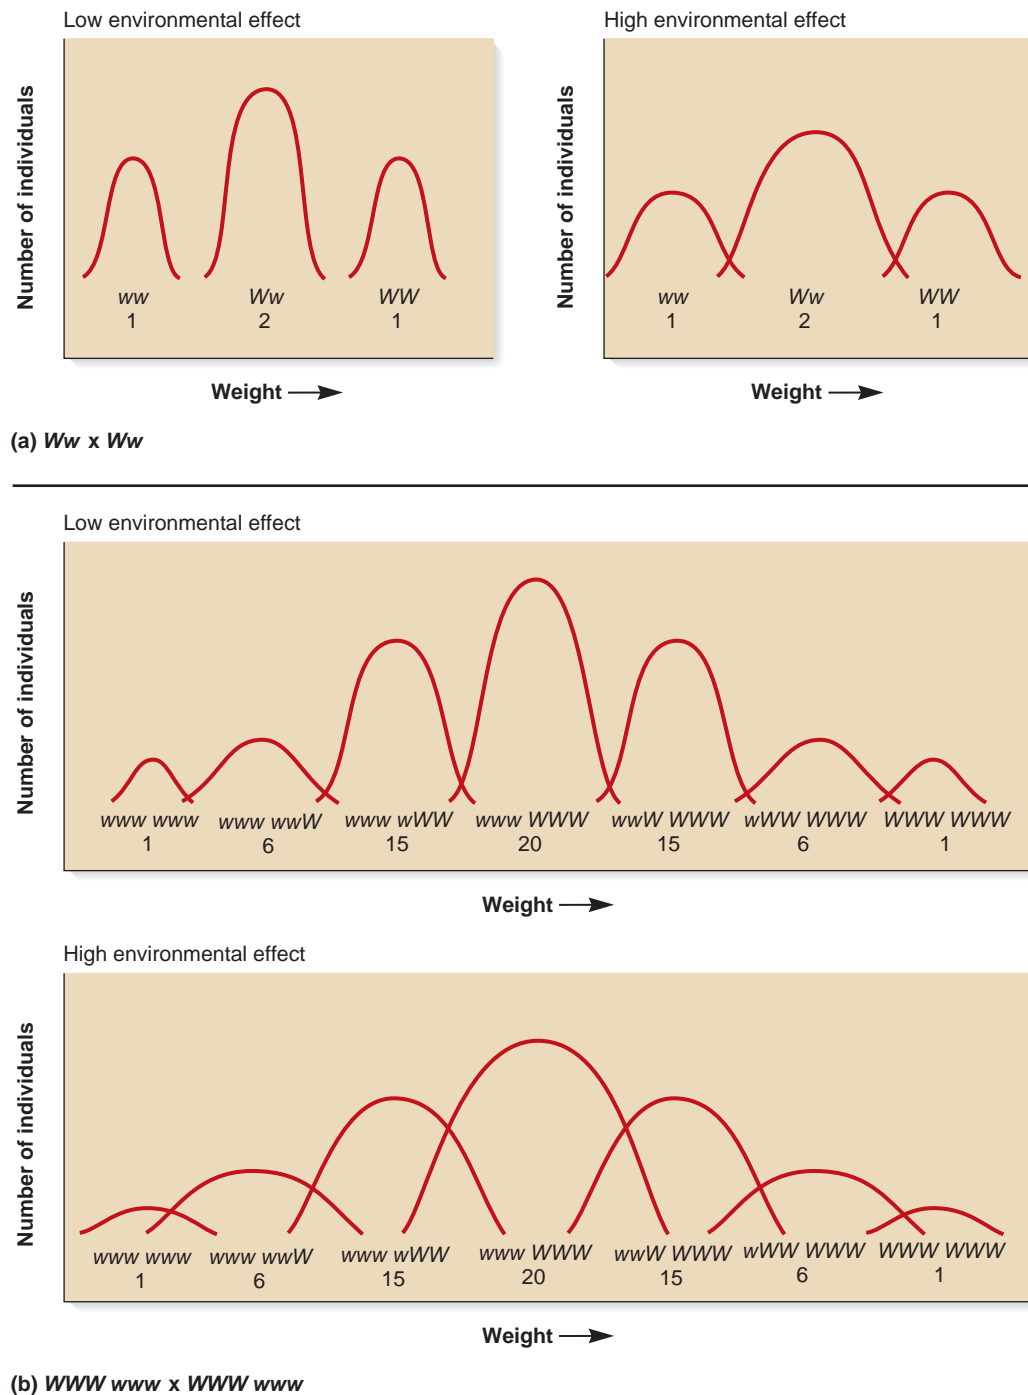 Low environmental effect
High environmental effect
Number of individuals
Number of individuals
ww Ww WW
1 2 1
ww Ww WW
1 2 1
Weight
Weight
(a) Ww x Ww
Low environmental effect
Number of individuals
www www www wwW www wWW www WWW wwW WWW wWW WWW WWW WWW
1 6 15 20 15 6 1
Weight
High environmental effect
Number of individuals
www www www wwW www wWW www WWW wwW WWW wWW WWW WWW WWW
1 6 15 20 15 6 1
Weight
(b) WWW www x WWW www